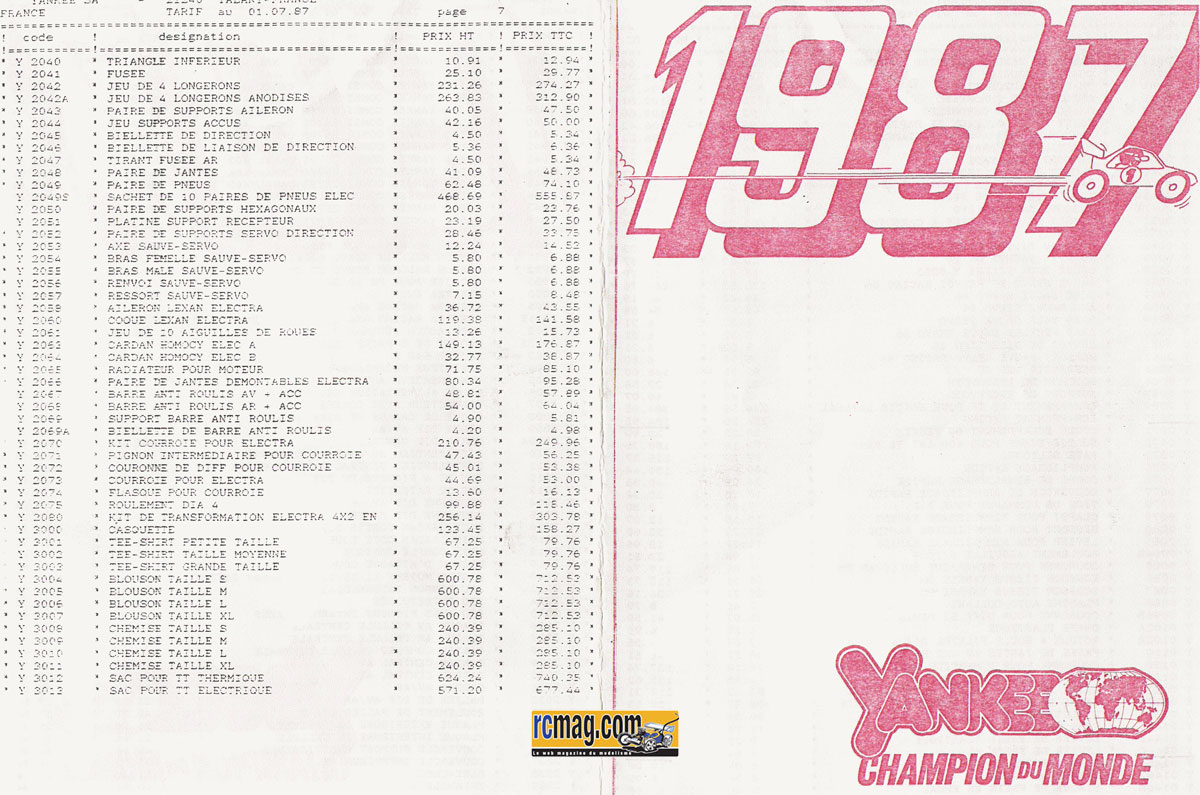 YANKEE SA - 21240 TALANT-FRANCE
FRANCE TARIF au 01.07.87 page 7
! code ! designation ! PRIX HT ! PRIX TTC !
* Y 2040 * TRIANGLE INFERIEUR * 10.91 * 12.94 *
* Y 2041 * FUSEE * 25.10 * 29.77 *
* Y 2042 * JEU DE 4 LONGERONS * 231.26 * 274.27 *
* Y 2042A * JEU DE 4 LONGERONS ANODISES * 263.83 * 312.90 *
* Y 2043 * PAIRE DE SUPPORTS AILERON * 40.05 * 47.50 *
* Y 2044 * JEU SUPPORTS ACCUS * 42.16 * 50.00 *
* Y 2045 * BIELLETTE DE DIRECTION * 4.50 * 5.34 *
* Y 2046 * BIELLETTE DE LIAISON DE DIRECTION * 5.36 * 6.36 *
* Y 2047 * TIRANT FUSEE AR * 4.50 * 5.34 *
* Y 2048 * PAIRE DE JANTES * 41.09 * 48.73 *
* Y 2049 * PAIRE DE PNEUS * 62.48 * 74.10 *
Y 2049S * SACHET DE 10 PAIRES DE PNEUS ELEC * 468.69 * 555.87 *
* Y 2050 * PAIRE DE SUPPORTS HEXAGONAUX * 20.03 * 23.76 *
* Y 2051 * PLATINE SUPPORT RECEPTEUR * 23.19 * 27.50 *
* Y 2052 * PAIRE DE SUPPORTS SERVO DIRECTION * 28.46 * 33.75 *
* Y 2053 * AXE SAUVE-SERVO * 12.24 * 14.52 *
* Y 2054 * BRAS FEMELLE SAUVE-SERVO * 5.80 * 6.88 *
* Y 2055 * BRAS MALE SAUVE-SERVO * 5.80 * 6.88 *
* Y 2056 * RENVOI SAUVE-SERVO * 5.80 * 6.88 *
* Y 2057 * RESSORT SAUVE-SERVO * 7.15 * 8.48 *
* Y 2058 * AILERON LEXAN ELECTRA * 36.72 * 43.55 *
* Y 2060 * COQUE LEXAN ELECTRA * 119.38 * 141.58 *
* Y 2061 * JEU DE 10 AIGUILLES DE ROUES * 13.26 * 15.73 *
* Y 2063 * CARDAN HOMOCY ELEC A * 149.13 * 176.87 *
* Y 2064 * CARDAN HOMOCY ELEC B * 32.77 * 38.87 *
* Y 2065 * RADIATEUR POUR MOTEUR * 71.75 * 85.10 *
Y 2066 * PAIRE DE JANTES DEMONTABLES ELECTRA * 80.34 * 95.28 *
Y 2067 * BARRE ANTI ROULIS AV + ACC * 48.81 * 57.89 *
Y 2068 * BARRE ANTI ROULIS AR + ACC * 54.00 * 64.04 *
Y 2069 * SUPPORT BARRE ANTI ROULIS * 4.90 * 5.81 *
Y 2069A * BIELLETTE DE BARRE ANTI ROULIS * 4.20 * 4.98 *
Y 2070 * KIT COURROIE POUR ELECTRA * 210.76 * 249.96 *
* Y 2071 * PIGNON INTERMEDIAIRE POUR COURROIE * 47.43 * 56.25 *
* Y 2072 * COURONNE DE DIFF POUR COURROIE * 45.01 * 53.38 *
* Y 2073 * COURROIE POUR ELECTRA * 44.69 * 53.00 *
* Y 2074 * FLASQUE POUR COURROIE * 13.60 * 16.13 *
* Y 2075 * ROULEMENT DIA 4 * 99.88 * 118.46 *
* Y 2080 * KIT DE TRANSFORMATION ELECTRA 4X2 EN * 256.14 * 303.78 *
Y 3000 * CASQUETTE * 133.45 * 158.27 *
Y 3001 * TEE-SHIRT PETITE TAILLE * 67.25 * 79.76 *
Y 3002 * TEE-SHIRT TAILLE MOYENNE * 67.25 * 79.76 *
Y 3003 * TEE-SHIRT GRANDE TAILLE * 67.25 * 79.76 *
Y 3004 * BLOUSON TAILLE S * 600.78 * 712.53 *
* Y 3005 * BLOUSON TAILLE M * 600.78 * 712.53 *
* Y 3006 * BLOUSON TAILLE L * 600.78 * 712.53 *
* Y 3007 * BLOUSON TAILLE XL * 600.78 * 712.53 *
* Y 3008 * CHEMISE TAILLE S * 240.39 * 285.10 *
* Y 3009 * CHEMISE TAILLE M * 240.39 * 285.10 *
* Y 3010 * CHEMISE TAILLE L * 240.39 * 285.10 *
* Y 3011 * CHEMISE TAILLE XL * 240.39 * 285.10 *
* Y 3012 * SAC POUR TT THERMIQUE * 624.24 * 740.35 *
* Y 3013 * SAC POUR TT ELECTRIQUE * 571.20 * 677.44 *
1987
1
YANKEE
CHAMPION DU MONDE
rcmag.com
Le web magazine du modelisme